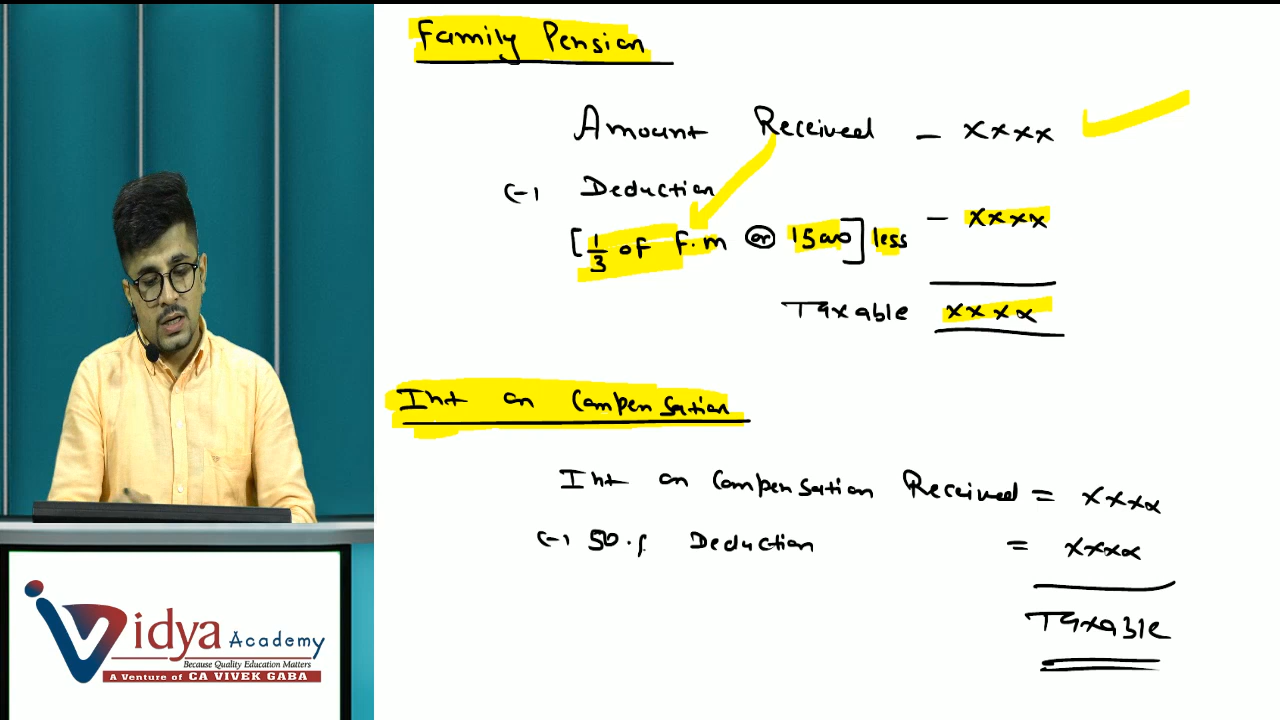 Family Pension
Amount Received - xxxx
(-) Deduction
[1/3 of F.m or 15000] less - xxxx
Taxable xxxx
Int on Compensation
Int on Compensation Received = xxxx
(-) 50% Deduction = xxxx
Taxable
Vidya Academy
Because Quality Education Matters
A Venture of CA VIVEK GABA